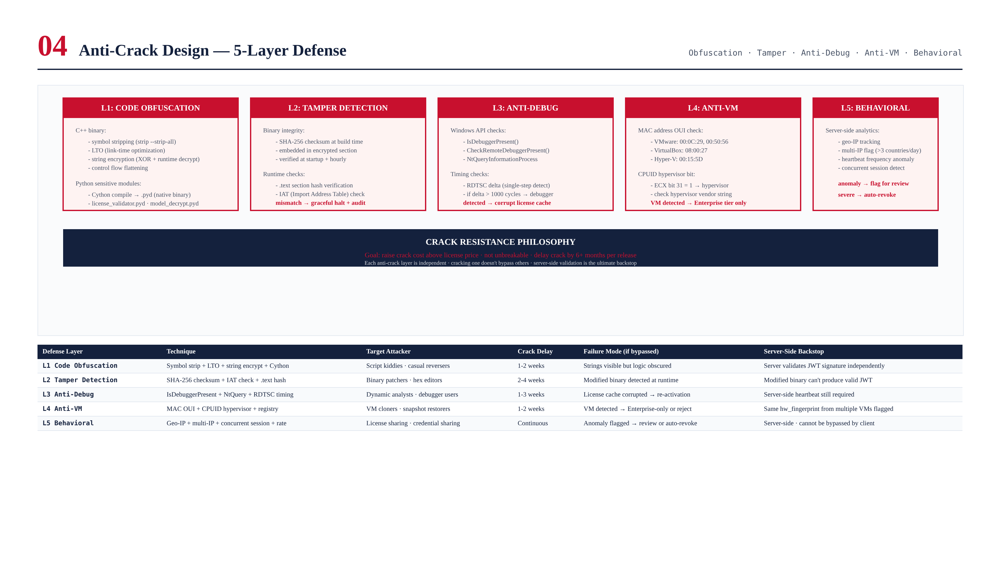 04 Anti-Crack Design — 5-Layer Defense
Obfuscation · Tamper · Anti-Debug · Anti-VM · Behavioral
L1: CODE OBFUSCATION
C++ binary:
- symbol stripping (strip --strip-all)
- LTO (link-time optimization)
- string encryption (XOR + runtime decrypt)
- control flow flattening
Python sensitive modules:
- Cython compile → .pyd (native binary)
- license_validator.pyd · model_decrypt.pyd
L2: TAMPER DETECTION
Binary integrity:
- SHA-256 checksum at build time
- embedded in encrypted section
- verified at startup + hourly
Runtime checks:
- .text section hash verification
- IAT (Import Address Table) check
mismatch → graceful halt + audit
L3: ANTI-DEBUG
Windows API checks:
- IsDebuggerPresent()
- CheckRemoteDebuggerPresent()
- NtQueryInformationProcess
Timing checks:
- RDTSC delta (single-step detect)
- if delta > 1000 cycles → debugger
detected → corrupt license cache
L4: ANTI-VM
MAC address OUI check:
- VMware: 00:0C:29, 00:50:56
- VirtualBox: 08:00:27
- Hyper-V: 00:15:5D
CPUID hypervisor bit:
- ECX bit 31 = 1 → hypervisor
- check hypervisor vendor string
VM detected → Enterprise tier only
L5: BEHAVIORAL
Server-side analytics:
- geo-IP tracking
- multi-IP flag (>3 countries/day)
- heartbeat frequency anomaly
- concurrent session detect
anomaly → flag for review
severe → auto-revoke
CRACK RESISTANCE PHILOSOPHY
Goal: raise crack cost above license price · not unbreakable · delay crack by 6+ months per release
Each anti-crack layer is independent · cracking one doesn't bypass others · server-side validation is the ultimate backstop
Defense Layer Technique Target Attacker Crack Delay Failure Mode (if bypassed) Server-Side Backstop
L1 Code Obfuscation Symbol strip + LTO + string encrypt + Cython Script kiddies · casual reversers 1-2 weeks Strings visible but logic obscured Server validates JWT signature independently
L2 Tamper Detection SHA-256 checksum + IAT check + .text hash Binary patchers · hex editors 2-4 weeks Modified binary detected at runtime Modified binary can't produce valid JWT
L3 Anti-Debug IsDebuggerPresent + NtQuery + RDTSC timing Dynamic analysts · debugger users 1-3 weeks License cache corrupted → re-activation Server-side heartbeat still required
L4 Anti-VM MAC OUI + CPUID hypervisor + registry VM cloners · snapshot restorers 1-2 weeks VM detected → Enterprise-only or reject Same hw_fingerprint from multiple VMs flagged
L5 Behavioral Geo-IP + multi-IP + concurrent session + rate License sharing · credential sharing Continuous Anomaly flagged → review or auto-revoke Server-side · cannot be bypassed by client